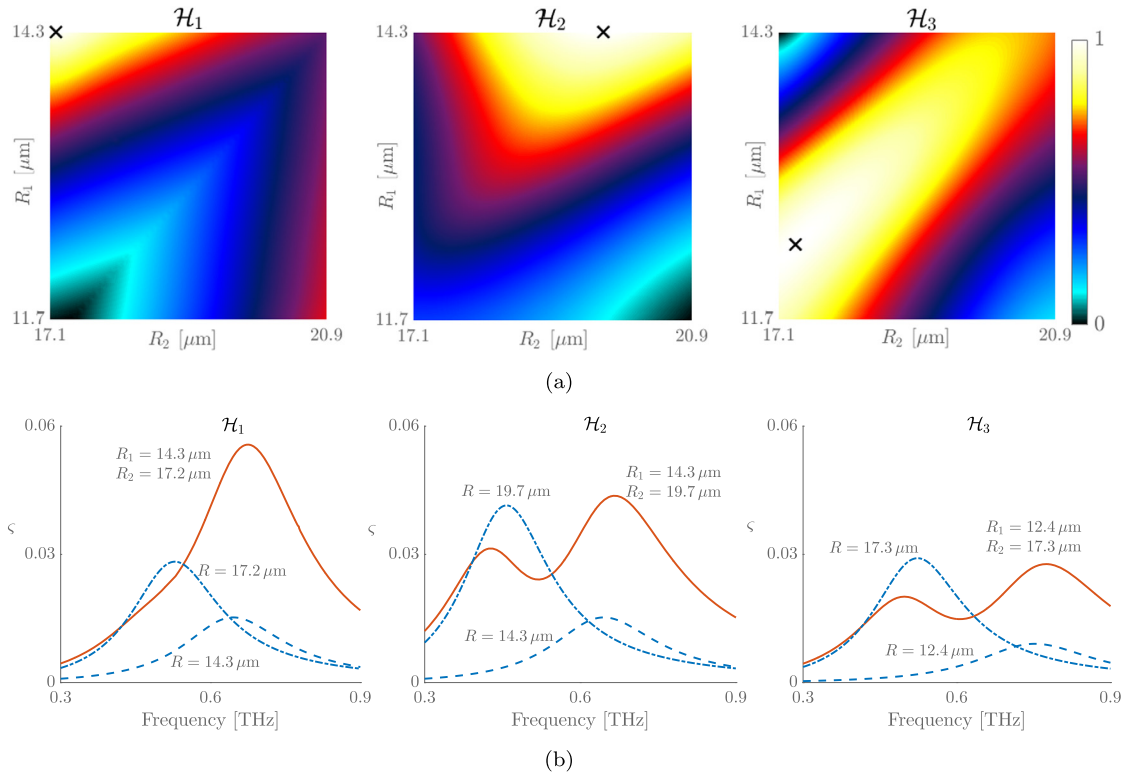 ℋ₁
ℋ₂
ℋ₃
14.3
R₁ [μm]
11.7
17.1
R₂ [μm]
20.9
14.3
R₁ [μm]
11.7
17.1
R₂ [μm]
20.9
14.3
R₁ [μm]
11.7
17.1
R₂ [μm]
20.9
1
0
(a)
ℋ₁
0.06
0.03
0
ς
R₁ = 14.3 μm
R₂ = 17.2 μm
R = 17.2 μm
R = 14.3 μm
0.3
0.6
0.9
Frequency [THz]
ℋ₂
0.06
0.03
0
ς
R = 19.7 μm
R₁ = 14.3 μm
R₂ = 19.7 μm
R = 14.3 μm
0.3
0.6
0.9
Frequency [THz]
ℋ₃
0.06
0.03
0
ς
R₁ = 12.4 μm
R₂ = 17.3 μm
R = 17.3 μm
R = 12.4 μm
0.3
0.6
0.9
Frequency [THz]
(b)